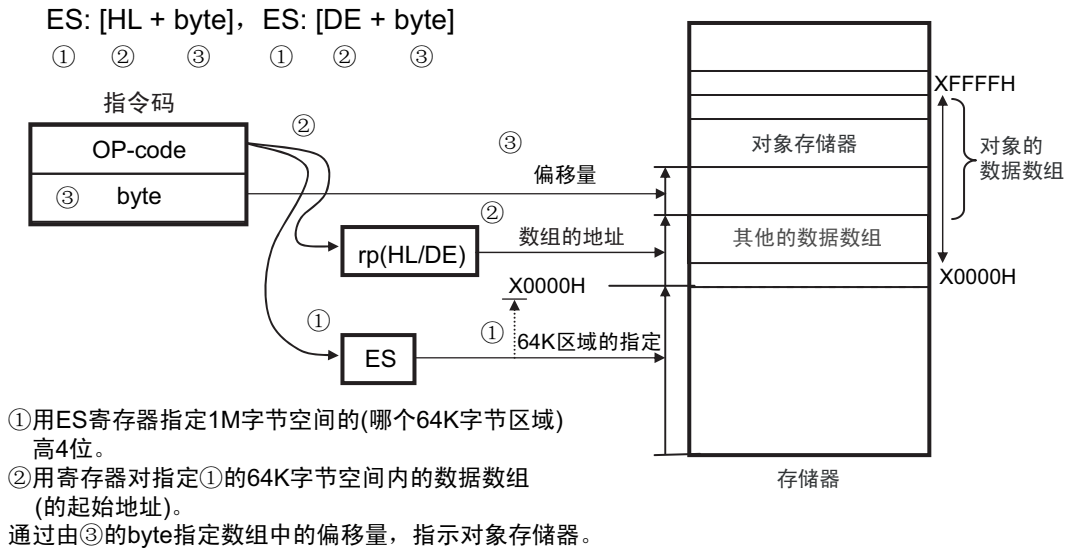 ES: [HL + byte]，ES: [DE + byte]
① ② ③ ① ② ③
指令码
OP-code
③ byte
②
③
偏移量
②
rp(HL/DE)
数组的地址
X0000H
①
ES
①
64K区域的指定
XFFFFH
对象存储器
对象的
数据数组
其他的数据数组
X0000H
存储器
①用ES寄存器指定1M字节空间的(哪个64K字节区域)
高4位。
②用寄存器对指定①的64K字节空间内的数据数组
(的起始地址)。
通过由③的byte指定数组中的偏移量，指示对象存储器。